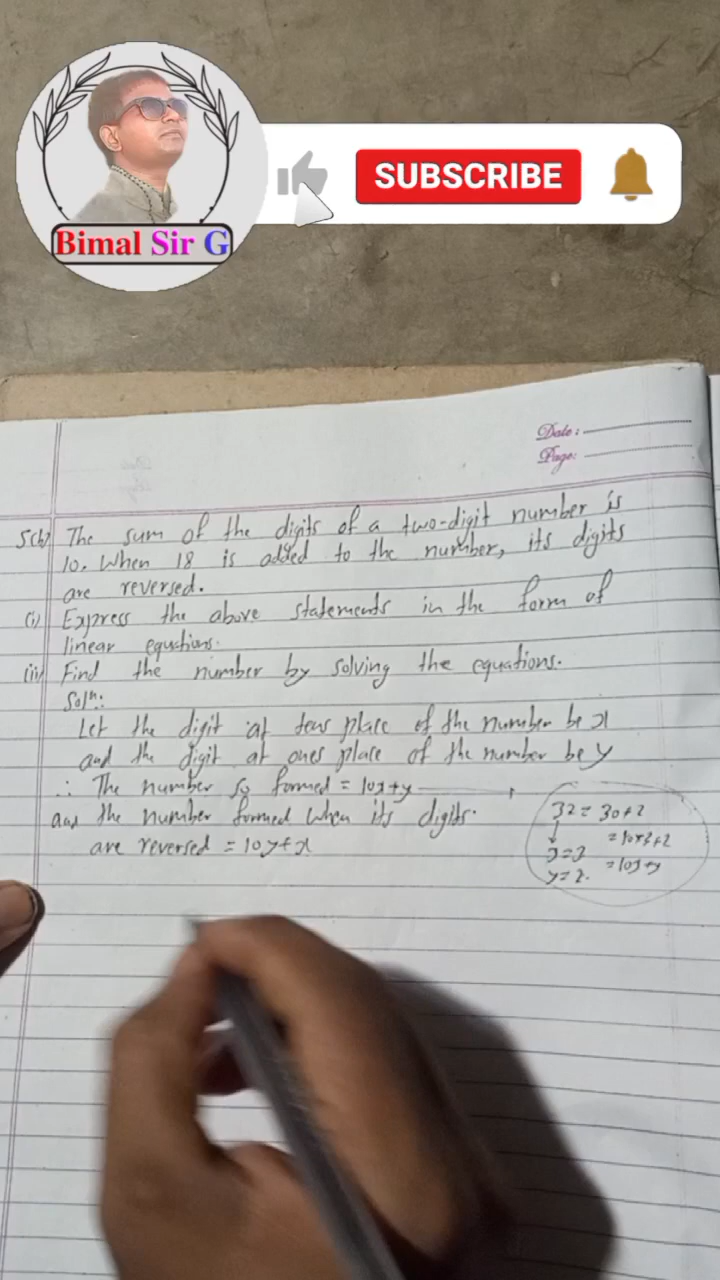 Bimal Sir G
SUBSCRIBE
Date:
Page:
5(b) The sum of the digits of a two-digit number is
10. When 18 is added to the number, its digits
are reversed.
(i) Express the above statements in the form of
linear equations.
(ii) Find the number by solving the equations.
Solⁿ:
Let the digit at tens place of the number be x
and the digit at ones place of the number be y
∴ The number so formed = 10x+y
and the number formed when its digits.
are reversed = 10y+x
32 = 30+2
= 10×3+2
x=3
= 10x+y
y=2.